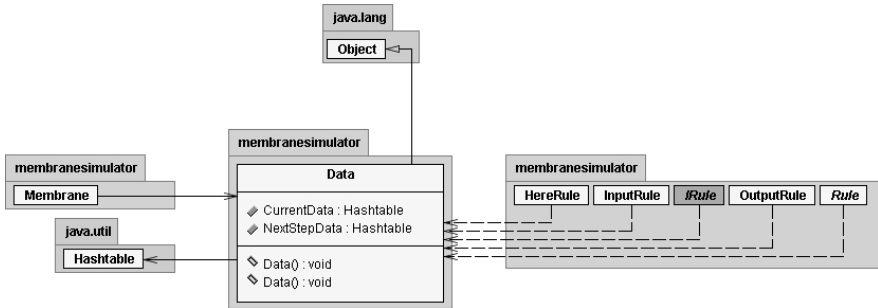 java.lang
Object
membranesimulator
Data
CurrentData : Hashtable
NextStepData : Hashtable
Data() : void
Data() : void
membranesimulator
Membrane
java.util
Hashtable
membranesimulator
HereRule InputRule IRule OutputRule Rule